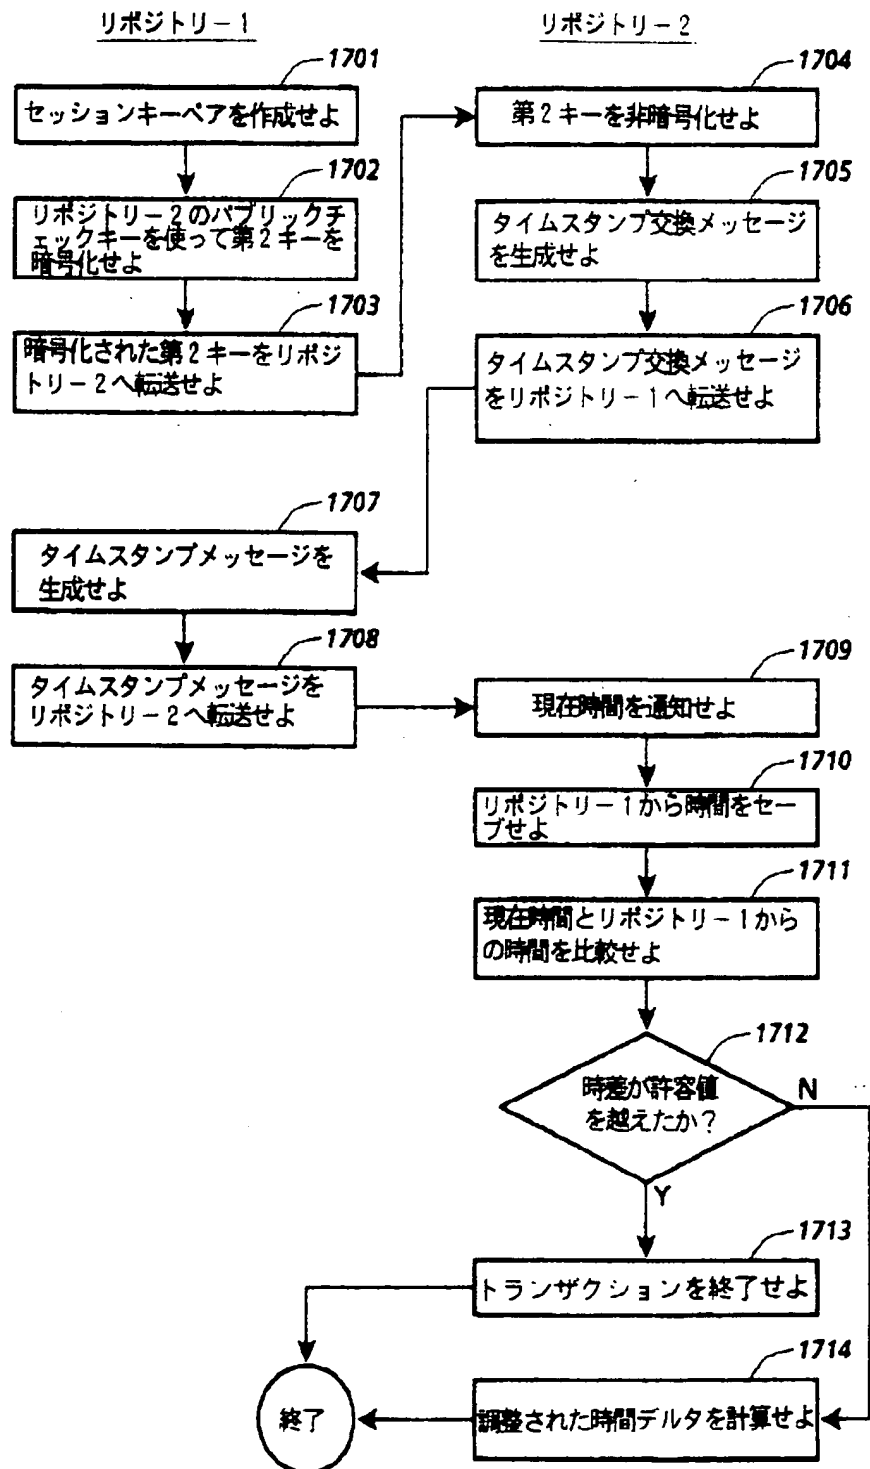 リポジトリー1
1701
セッションキーペアを作成せよ
1702
リポジトリー2のパブリックチ
ェックキーを使って第2キーを
暗号化せよ
1703
暗号化された第2キーをリポジ
トリー2へ転送せよ
リポジトリー2
1704
第2キーを非暗号化せよ
1705
タイムスタンプ交換メッセージ
を生成せよ
1706
タイムスタンプ交換メッセージ
をリポジトリー1へ転送せよ
1707
タイムスタンプメッセージを
生成せよ
1708
タイムスタンプメッセージを
リポジトリー2へ転送せよ
1709
現在時間を通知せよ
1710
リポジトリー1から時間をセー
ブせよ
1711
現在時間とリポジトリー1から
の時間を比較せよ
1712
時差が許容値
を越えたか?
N
Y
1713
トランザクションを終了せよ
1714
調整された時間デルタを計算せよ
終了